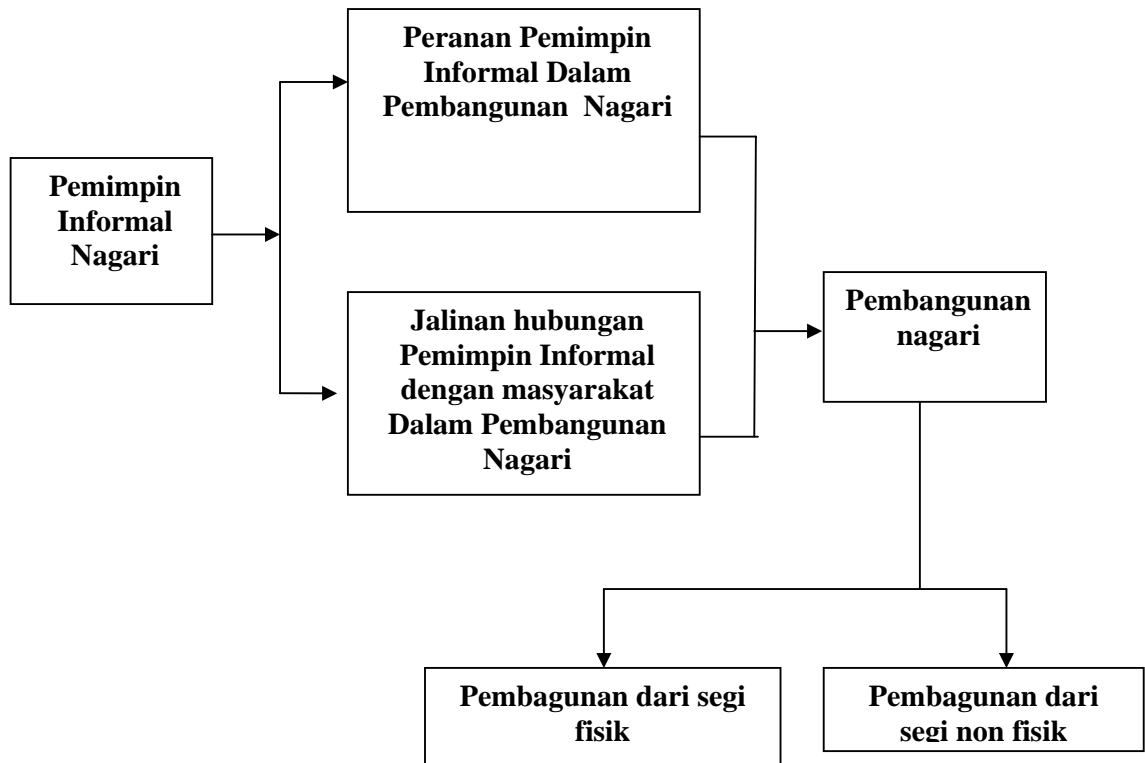 Peranan Pemimpin
Informal Dalam
Pembangunan Nagari
Pemimpin
Informal
Nagari
Jalinan hubungan
Pemimpin Informal
dengan masyarakat
Dalam Pembangunan
Nagari
Pembangunan
nagari
Pembagunan dari segi
fisik
Pembagunan dari
segi non fisik